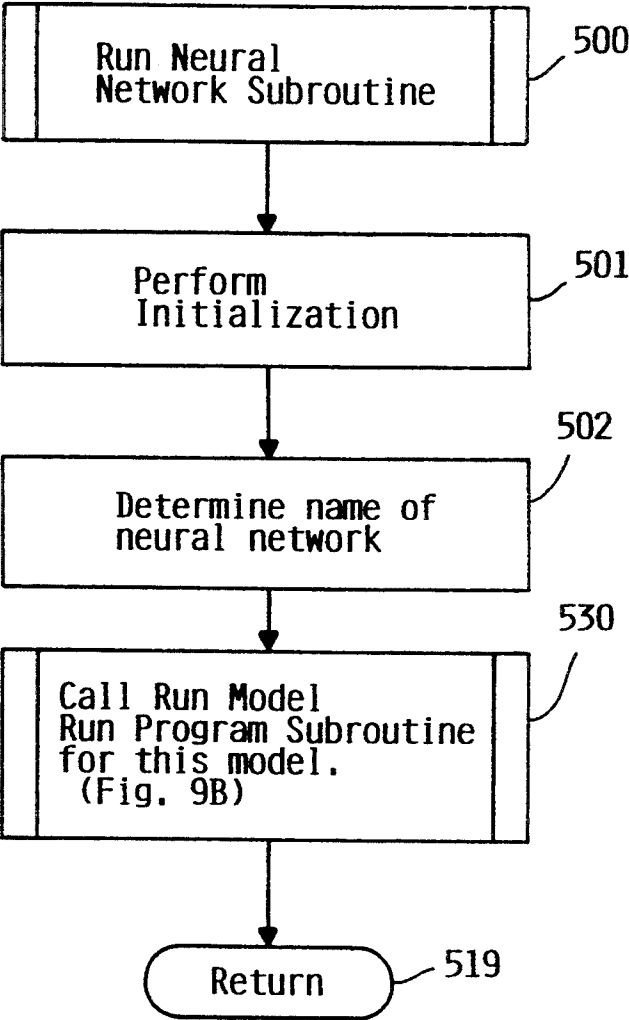 Run Neural
Network Subroutine
500
Perform
Initialization
501
Determine name of
neural network
502
Call Run Model
Run Program Subroutine
for this model.
(Fig. 9B)
530
Return
519